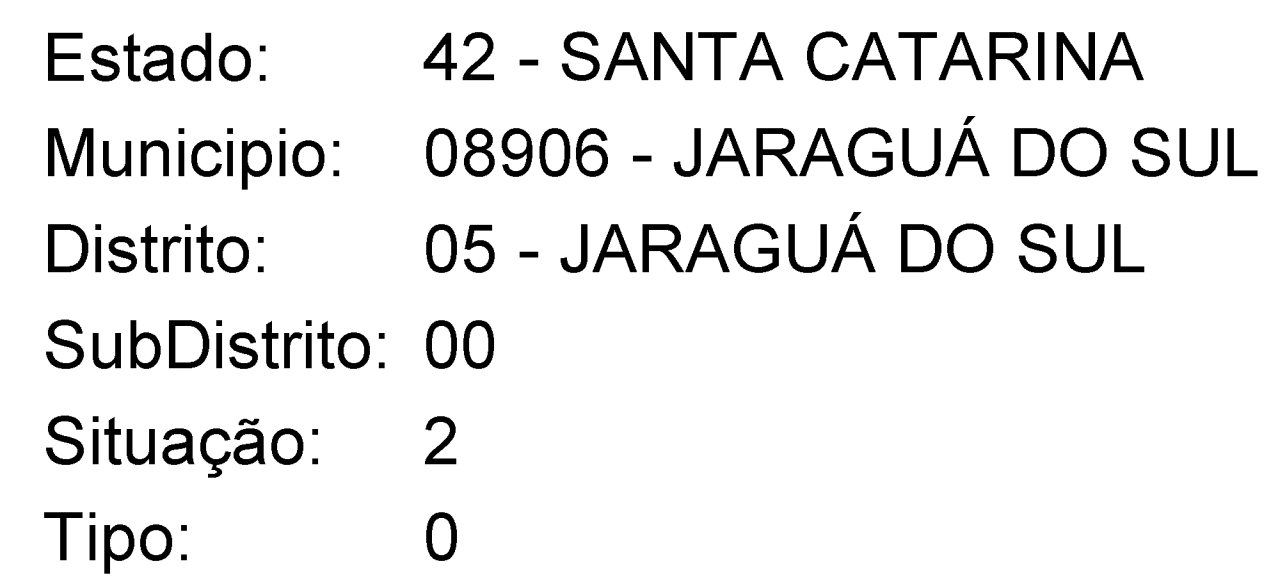 Estado: 42 - SANTA CATARINA
Municipio: 08906 - JARAGUÁ DO SUL
Distrito: 05 - JARAGUÁ DO SUL
SubDistrito: 00
Situação: 2
Tipo: 0